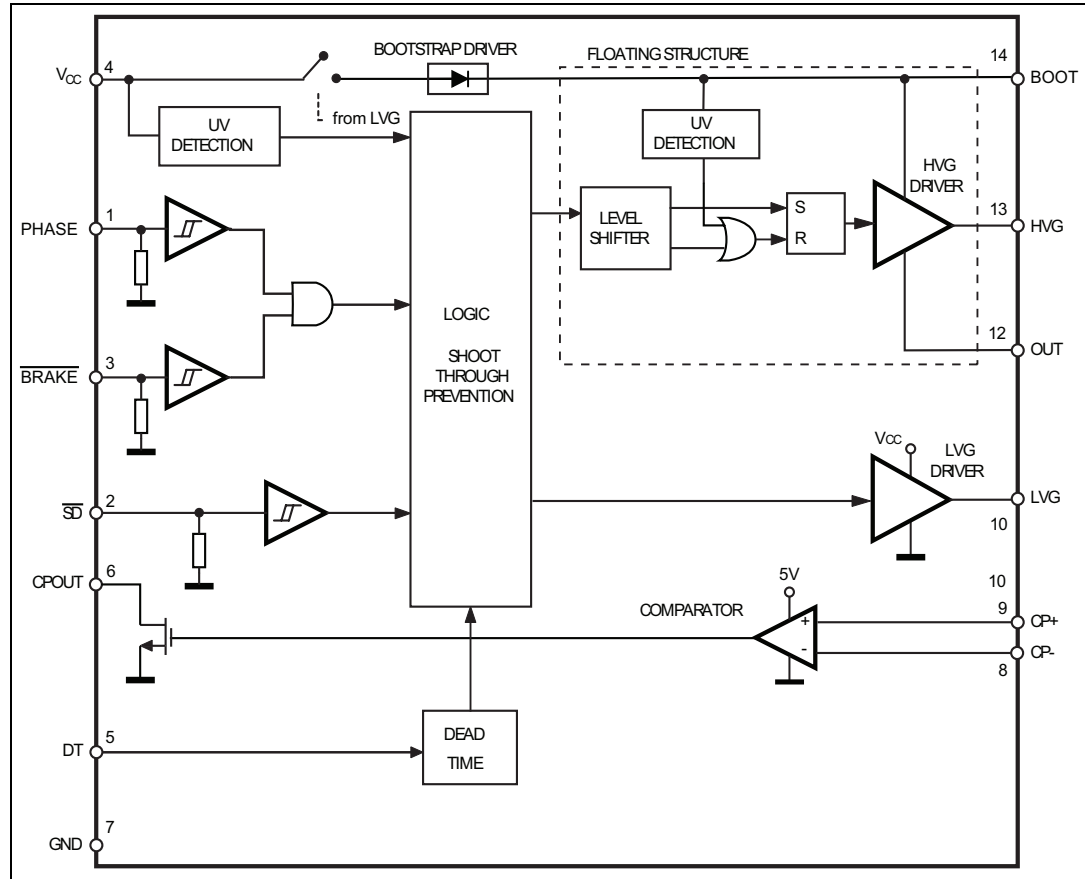 BOOTSTRAP DRIVER
FLOATING STRUCTURE
4
14
VCC
BOOT
from LVG
UV
DETECTION
UV
DETECTION
HVG
DRIVER
PHASE
1
LEVEL
SHIFTER
S
R
13
HVG
LOGIC
SHOOT
THROUGH
PREVENTION
12
OUT
3
BRAKE
VCC
LVG
DRIVER
2
SD
LVG
10
6
CPOUT
5V
10
COMPARATOR
9
+
CP+
-
CP-
8
5
DT
DEAD
TIME
7
GND